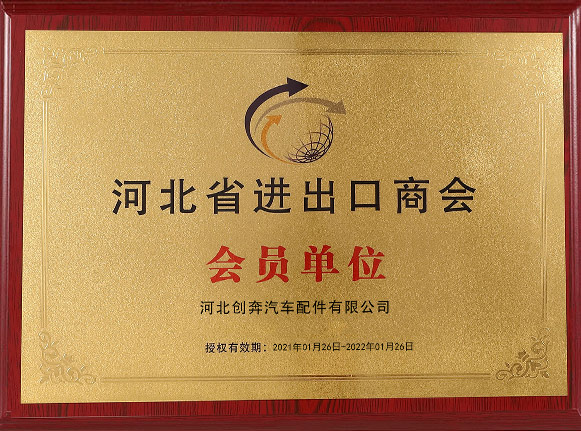 河北省进出口商会
会员单位
河北创奔汽车配件有限公司
授权有效期：2021年01月26日-2022年01月26日